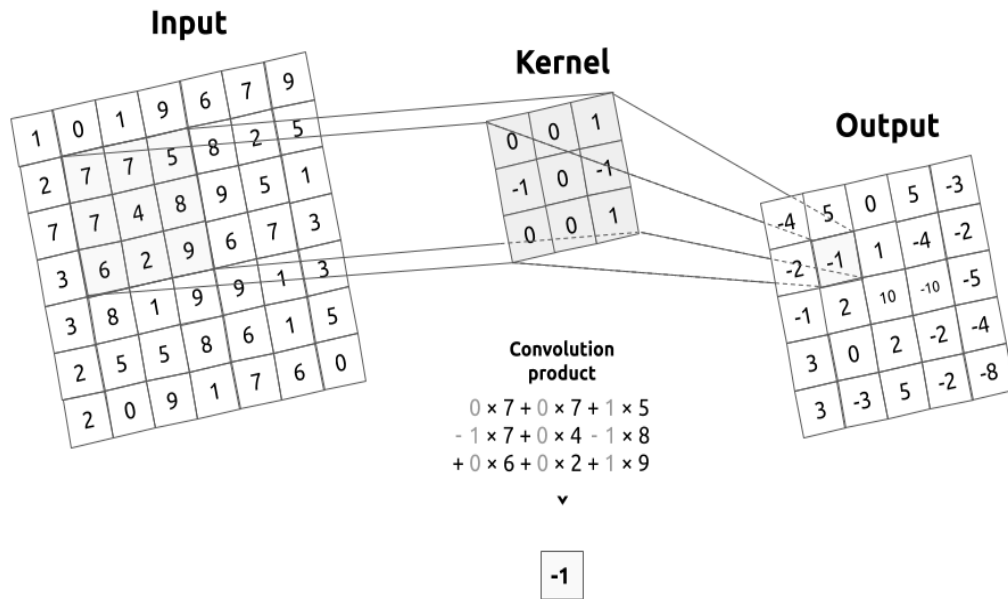 Input
1 0 1 9 6 7 9
2 7 7 5 8 2 5
7 7 4 8 9 5 1
3 6 2 9 6 7 3
3 8 1 9 9 1 3
2 5 5 8 6 1 5
2 0 9 1 7 6 0
Kernel
0 0 1
-1 0 -1
0 0 1
Output
-4 5 0 5 -3
-2 -1 1 -4 -2
-1 2 10 -10 -5
3 0 2 -2 -4
3 -3 5 -2 -8
Convolution
product
0 × 7 + 0 × 7 + 1 × 5
- 1 × 7 + 0 × 4 - 1 × 8
+ 0 × 6 + 0 × 2 + 1 × 9
-1